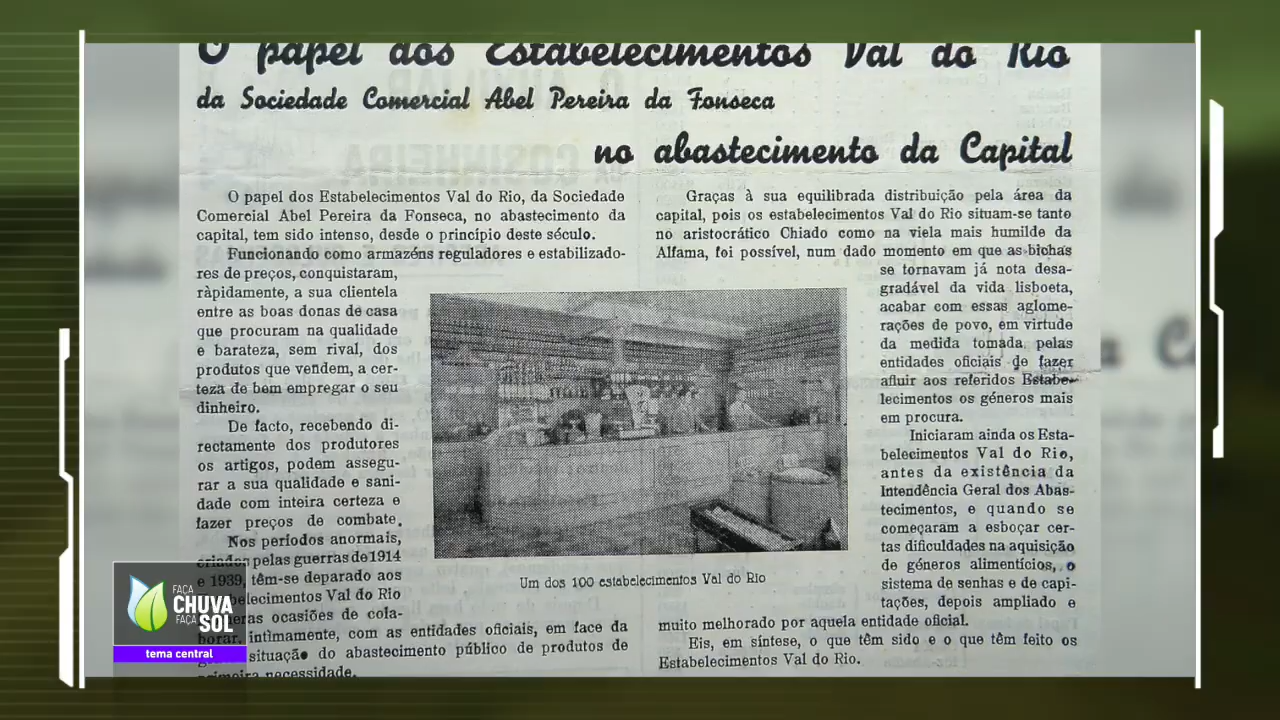 O papel dos Estabelecimentos Val do Rio
da Sociedade Comercial Abel Pereira da Fonseca
no abastecimento da Capital
O papel dos Estabelecimentos Val do Rio, da Sociedade
Comercial Abel Pereira da Fonseca, no abastecimento da
capital, tem sido intenso, desde o princípio deste século.
Funcionando como armazéns reguladores e estabilizado-
res de preços, conquistaram,
ràpidamente, a sua clientela
entre as boas donas de casa
que procuram na qualidade
e barateza, sem rival, dos
produtos que vendem, a cer-
teza de bem empregar o seu
dinheiro.
De facto, recebendo di-
rectamente dos produtores
os artigos, podem assegu-
rar a sua qualidade e sani-
dade com inteira certeza e
fazer preços de combate.
Nos períodos anormais,
criados pelas guerras de 1914
e 1939, têm-se deparado aos
belecimentos Val do Rio
eras ocasiões de cola-
borar, intimamente, com as entidades oficiais, em face da
situação do abastecimento público de produtos de
primeira necessidade.
Graças à sua equilibrada distribuição pela área da
capital, pois os estabelecimentos Val do Rio situam-se tanto
no aristocrático Chiado como na viela mais humilde da
Alfama, foi possível, num dado momento em que as bichas
se tornavam já nota desa-
gradável da vida lisboeta,
acabar com essas aglome-
rações de povo, em virtude
da medida tomada pelas
entidades oficiais de fazer
afluir aos referidos Estabe-
lecimentos os géneros mais
em procura.
Iniciaram ainda os Esta-
belecimentos Val do Rio,
antes da existência da
Intendência Geral dos Abas-
tecimentos, e quando se
começaram a esboçar cer-
tas dificuldades na aquisição
de géneros alimentícios, o
sistema de senhas e de capi-
tações, depois ampliado e
muito melhorado por aquela entidade oficial.
Eis, em síntese, o que têm sido e o que têm feito os
Estabelecimentos Val do Rio.
Um dos 100 estabelecimentos Val do Rio
FAÇA
CHUVA
FAÇA SOL
tema central